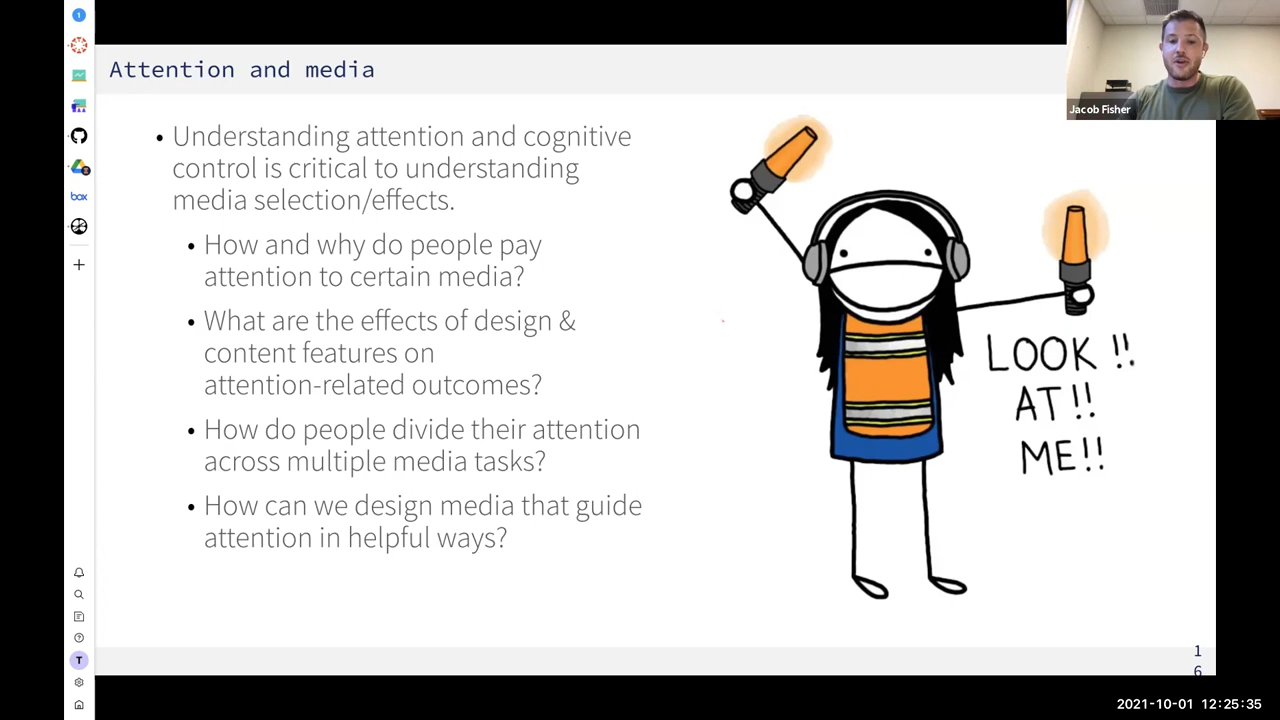 1
Attention and media
Jacob Fisher
• Understanding attention and cognitive
control is critical to understanding
media selection/effects.
• How and why do people pay
attention to certain media?
• What are the effects of design &
content features on
attention-related outcomes?
• How do people divide their attention
across multiple media tasks?
• How can we design media that guide
attention in helpful ways?
LOOK !!
AT!!
ME!!
box
T
1
6
2021-10-01 12:25:35